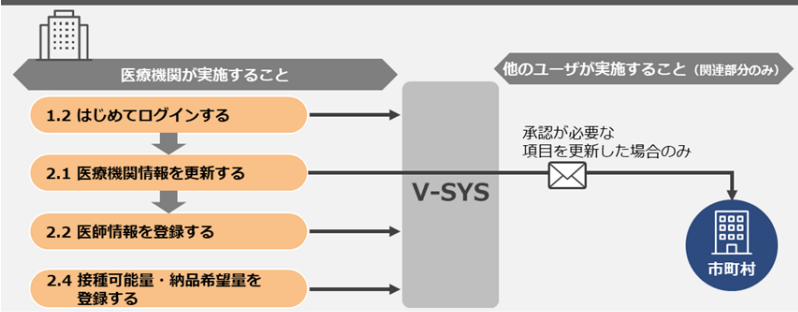 医療機関が実施すること
他のユーザが実施すること（関連部分のみ）
1.2 はじめてログインする
2.1 医療機関情報を更新する
2.2 医師情報を登録する
2.4 接種可能量・納品希望量を
登録する
V-SYS
承認が必要な
項目を更新した場合のみ
市町村